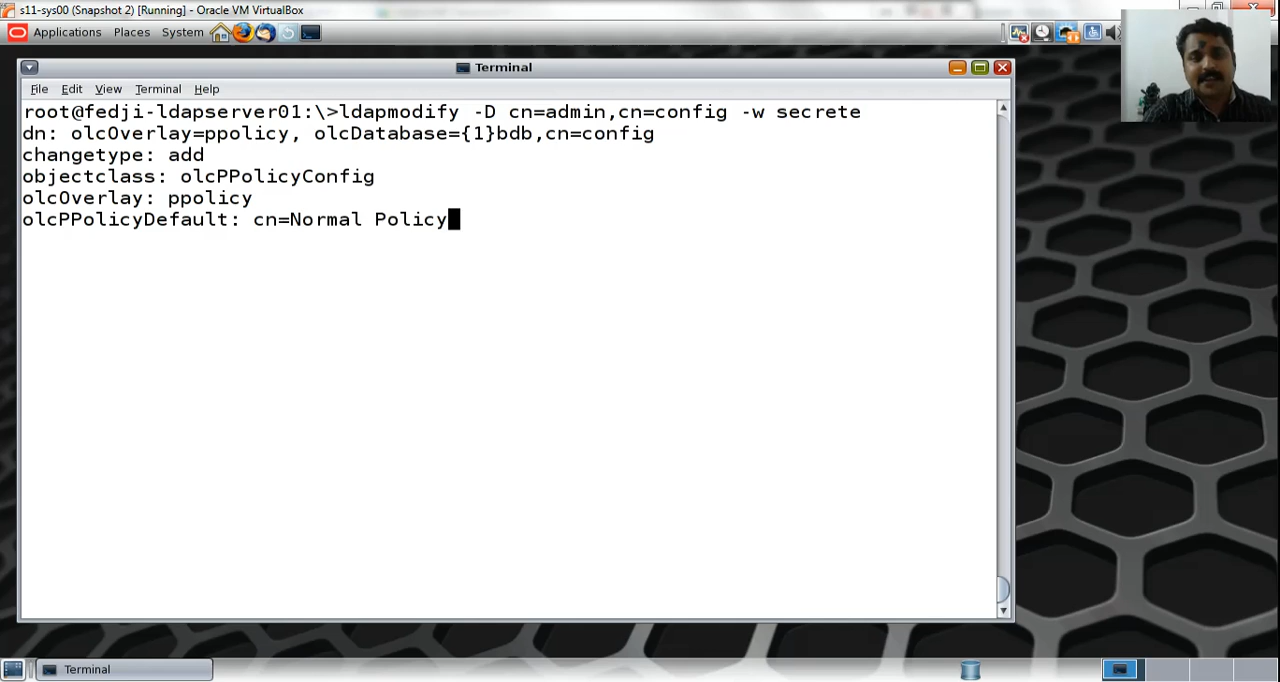 s11-sys00 (Snapshot 2) [Running] - Oracle VM VirtualBox
Applications Places System
Terminal
File Edit View Terminal Help
root@fedji-ldapserver01:\>ldapmodify -D cn=admin,cn=config -w secrete
dn: olcOverlay=ppolicy, olcDatabase={1}bdb,cn=config
changetype: add
objectclass: olcPPolicyConfig
olcOverlay: ppolicy
olcPPolicyDefault: cn=Normal Policy
Terminal